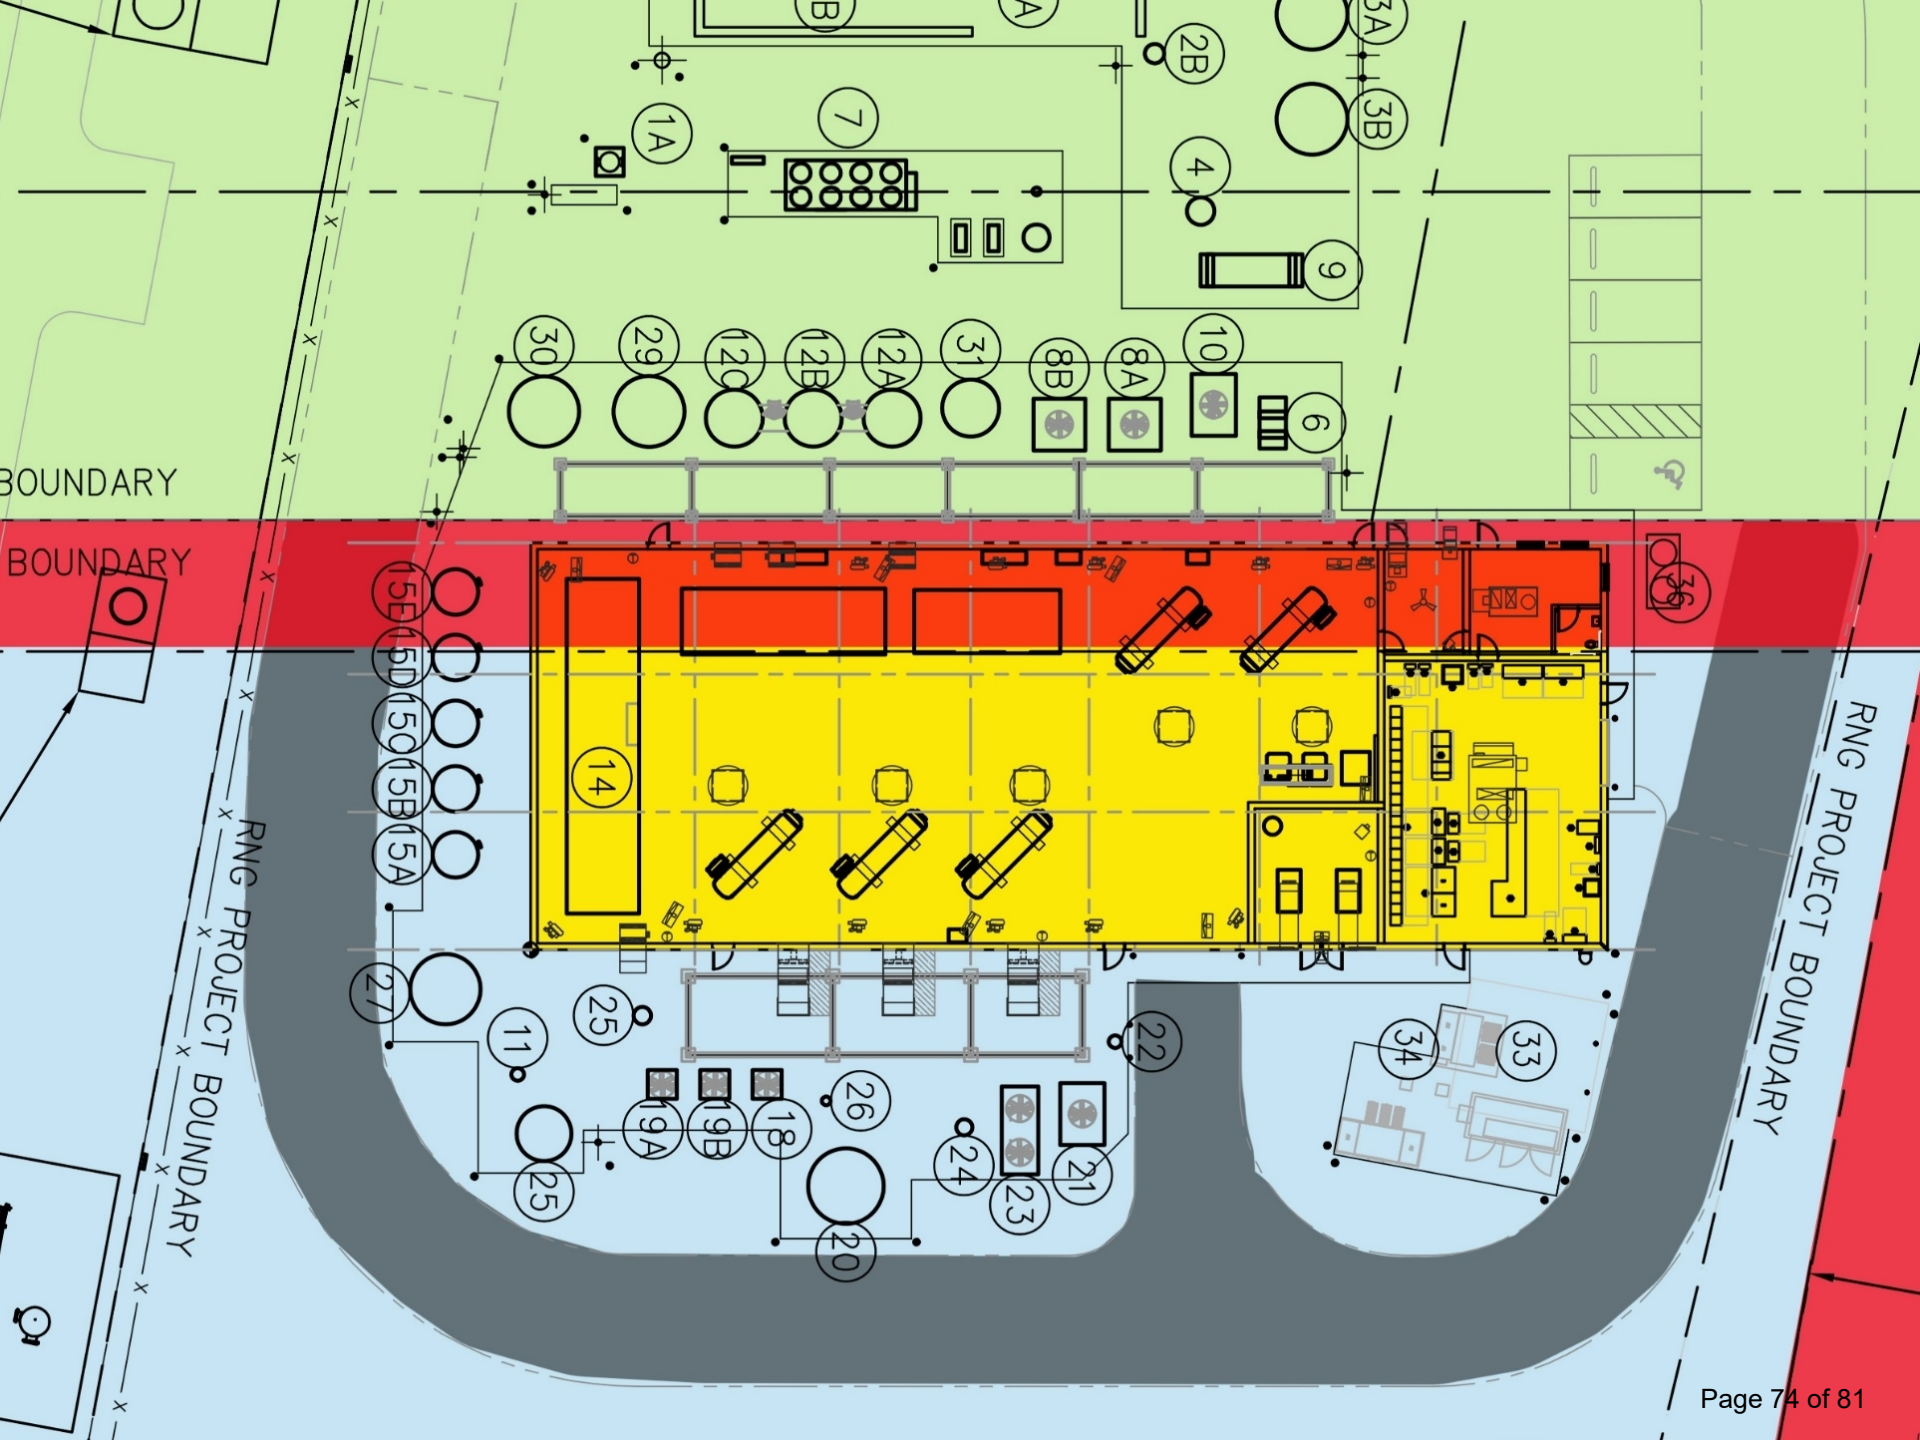 B
A
3A
2B
3B
1A
7
4
9
30
29
12C
12B
12A
31
8B
8A
10
6
BOUNDARY
BOUNDARY
15E
15D
15C
15B
15A
36
14
RNG PROJECT BOUNDARY
RNG PROJECT BOUNDARY
27
25
11
22
34
33
26
19A
19B
18
24
21
25
23
20
x
x
x
x
x
x
x
x
x
x
x
x
Page 74 of 81